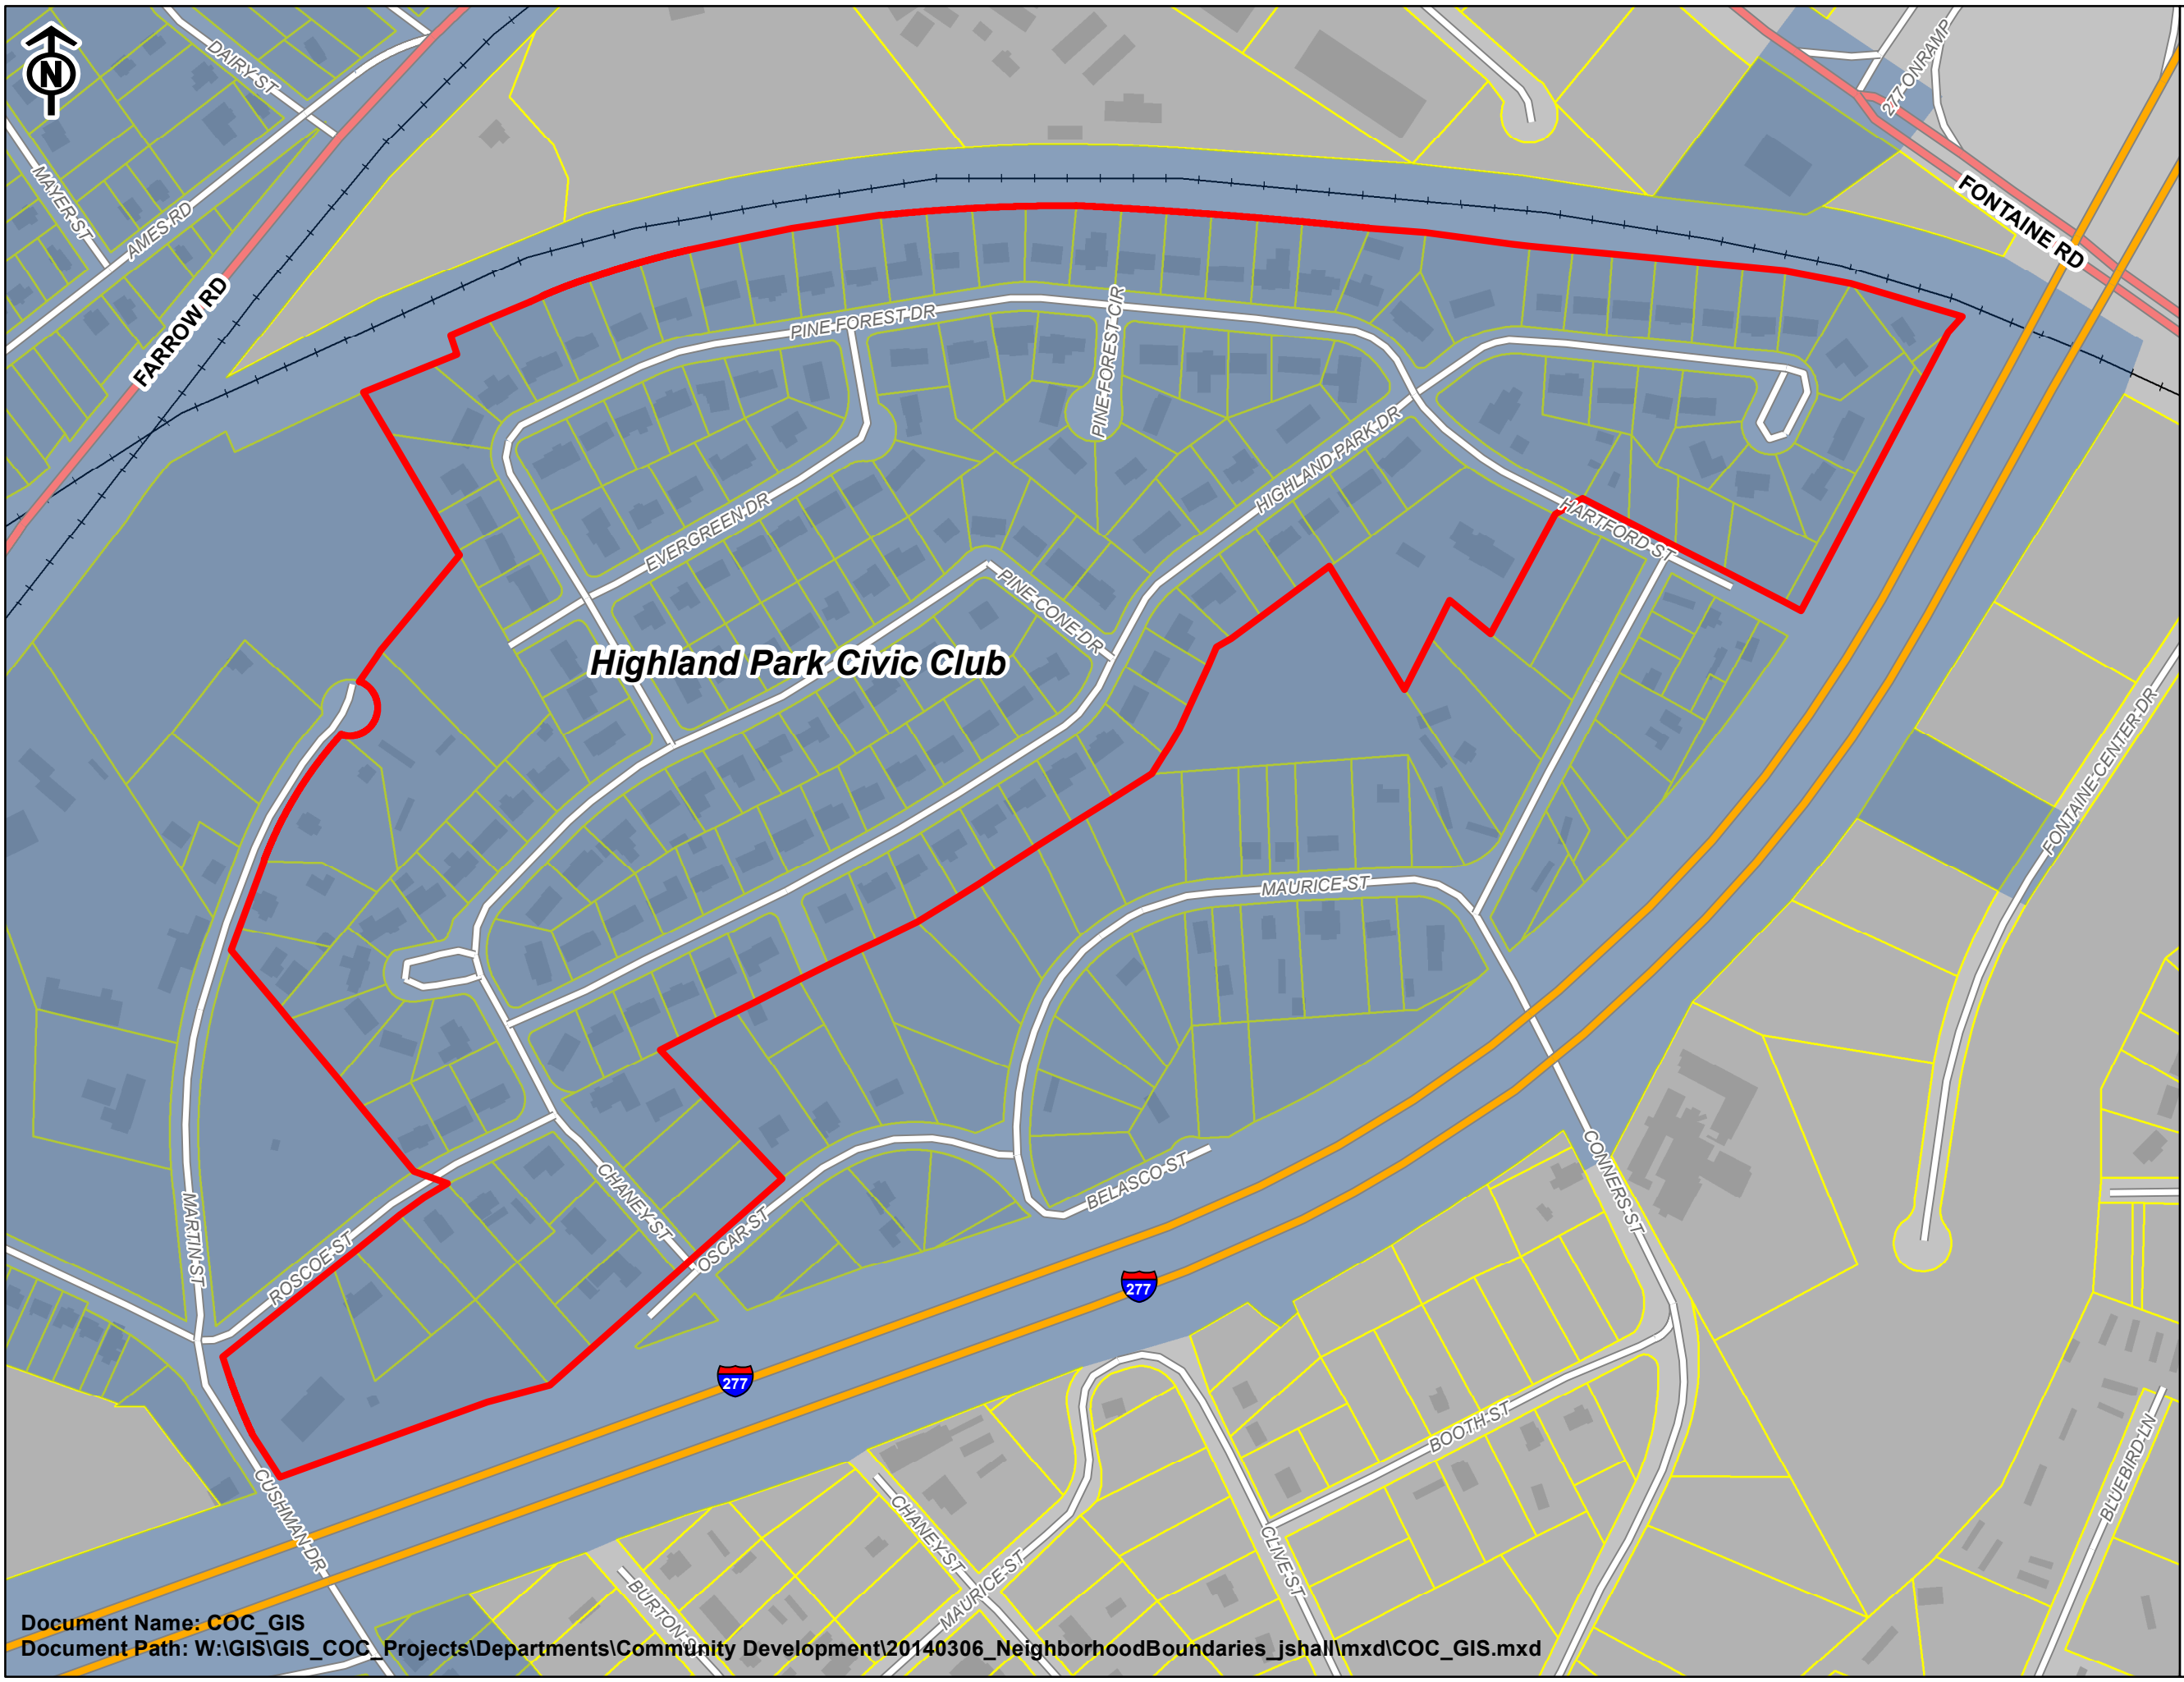 N
DAIRY ST
MAYER ST
AMES RD
FARROW RD
277 ONRAMP
FONTAINE RD
PINE FOREST DR
PINE FOREST CIR
HIGHLAND PARK DR
EVERGREEN DR
HARTFORD ST
PINE CONE DR
Highland Park Civic Club
FONTAINE CENTER DR
MAURICE ST
CONNERS ST
CHANEY ST
BELASCO ST
OSCAR ST
MARTIN ST
ROSCOE ST
277
277
CUSHMAN DR
BOOTH ST
BLUEBIRD LN
CHANEY ST
CLIVE ST
MAURICE ST
BURTON S
Document Name: COC_GIS
Document Path: W:\GIS\GIS_COC_Projects\Departments\Community Development\20140306_NeighborhoodBoundaries_jshall\mxd\COC_GIS.mxd